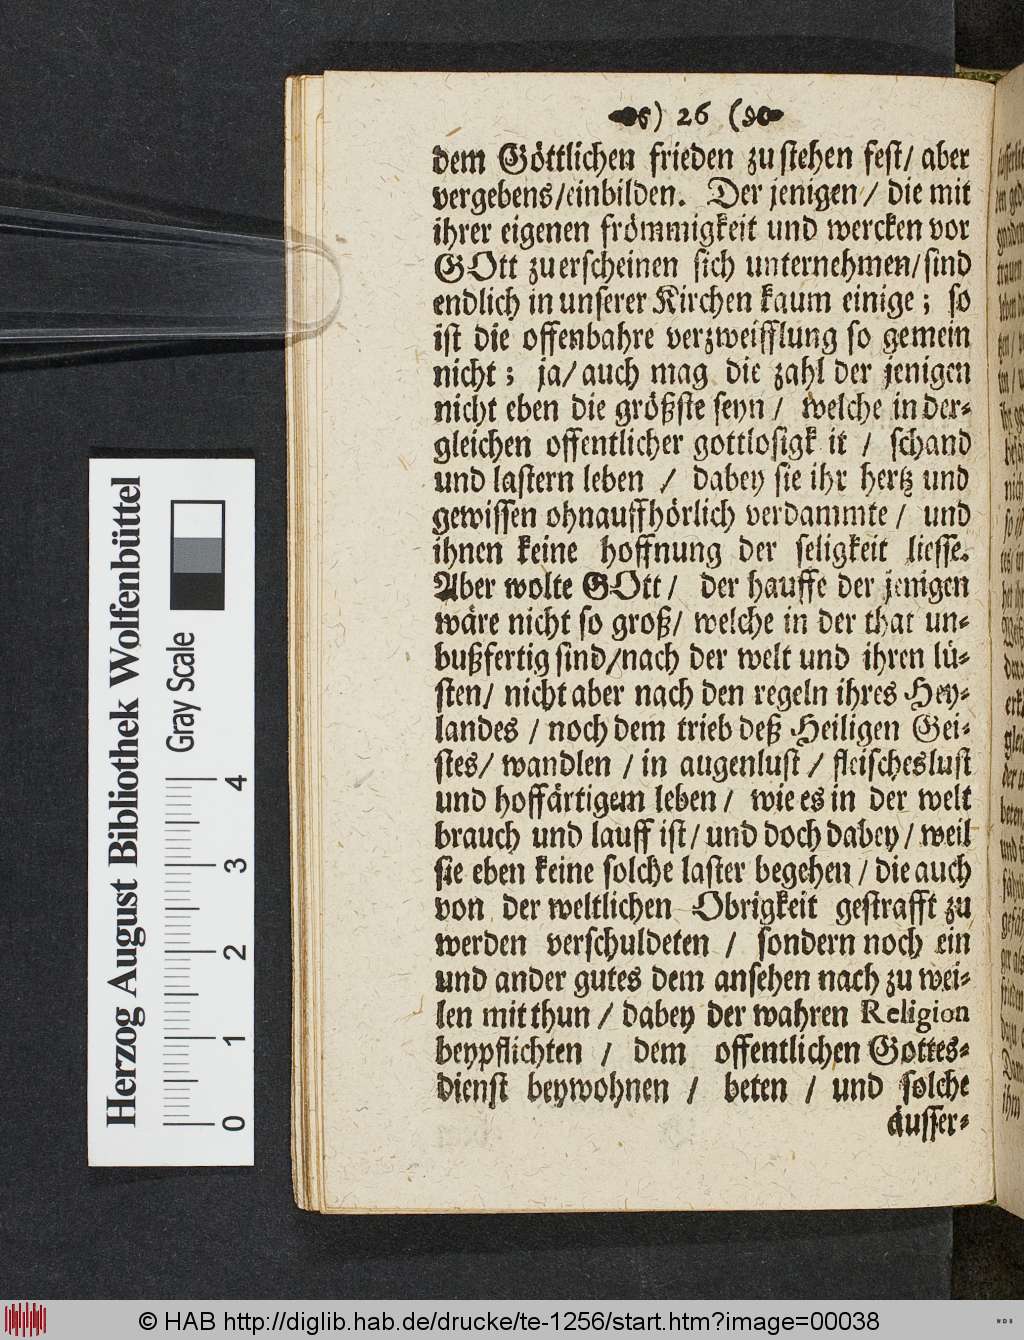 ) 26 (
dem Göttlichen frieden zu stehen fest/ aber
vergebens/einbilden. Der jenigen/ die mit
ihrer eigenen frömmigkeit und wercken vor
GOtt zu erscheinen sich unternehmen/sind
endlich in unserer Kirchen kaum einige; so
ist die offenbahre verzweifflung so gemein
nicht; ja/ auch mag die zahl der jenigen
nicht eben die größste seyn/ welche in der-
gleichen offentlicher gottlosigk it / schand
und lastern leben / dabey sie ihr hertz und
gewissen ohnauffhörlich verdammte/ und
ihnen keine hoffnung der seligkeit liesse.
Aber wolte GOtt/ der hauffe der jenigen
wäre nicht so groß/ welche in der that un-
bußfertig sind/nach der welt und ihren lü-
sten/ nicht aber nach den regeln ihres Hey-
landes / noch dem trieb deß Heiligen Gei-
stes/ wandlen / in augenlust / fleischeslust
und hoffärtigem leben/ wie es in der welt
brauch und lauff ist/ und doch dabey/ weil
sie eben keine solche laster begehen/ die auch
von der weltlichen Obrigkeit gestrafft zu
werden verschuldeten / sondern noch ein
und ander gutes dem ansehen nach zu wei-
len mit thun / dabey der wahren Religion
beypflichten / dem offentlichen Gottes-
dienst beywohnen / beten / und solche
äusser-
Herzog August Bibliothek Wolfenbüttel
Gray Scale
0 1 2 3 4
© HAB http://diglib.hab.de/drucke/te-1256/start.htm?image=00038